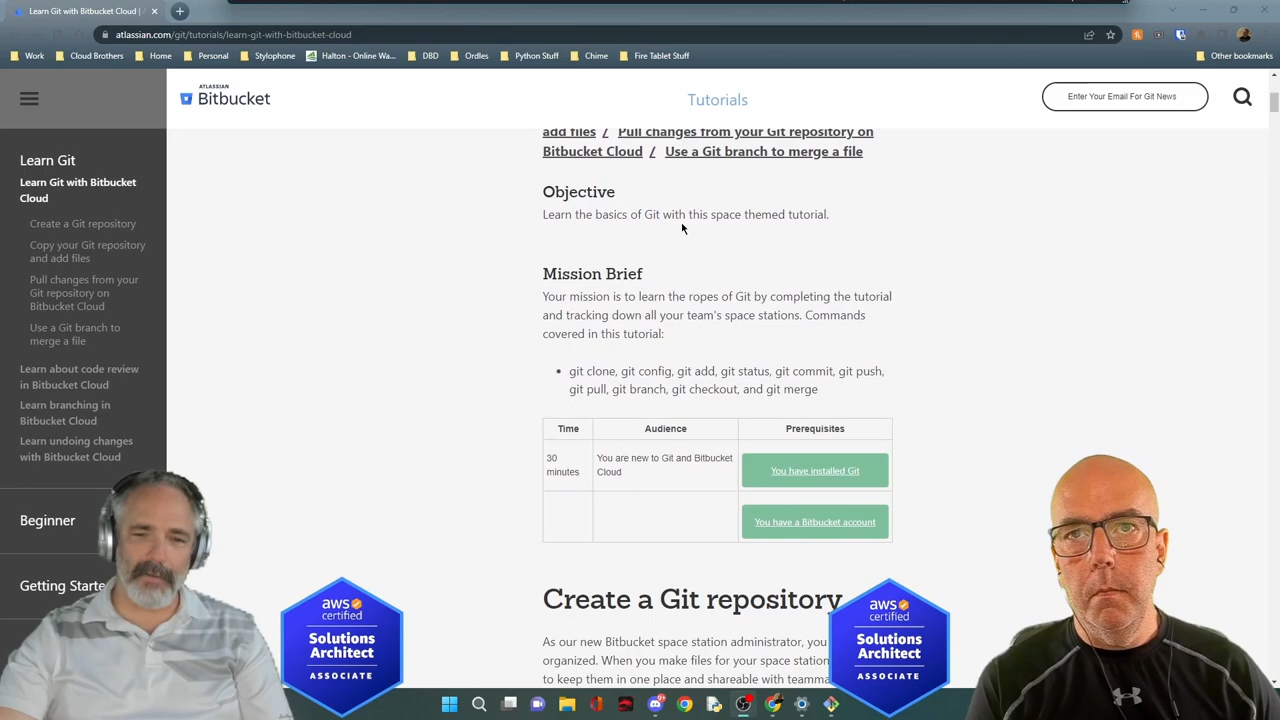 Learn Git with Bitbucket Cloud |
atlassian.com/git/tutorials/learn-git-with-bitbucket-cloud
Work
Cloud Brothers
Home
Personal
Stylophone
Halton - Online Wa...
DBD
Ordles
Python Stuff
Chime
Fire Tablet Stuff
Other bookmarks
ATLASSIAN
Bitbucket
Tutorials
Enter Your Email For Git News
Learn Git
Learn Git with Bitbucket
Cloud
Create a Git repository
Copy your Git repository
and add files
Pull changes from your
Git repository on
Bitbucket Cloud
Use a Git branch to
merge a file
Learn about code review
in Bitbucket Cloud
Learn branching in
Bitbucket Cloud
Learn undoing changes
with Bitbucket Cloud
Beginner
Getting Starte
add files / Pull changes from your Git repository on
Bitbucket Cloud / Use a Git branch to merge a file
Objective
Learn the basics of Git with this space themed tutorial.
Mission Brief
Your mission is to learn the ropes of Git by completing the tutorial
and tracking down all your team's space stations. Commands
covered in this tutorial:
• git clone, git config, git add, git status, git commit, git push,
git pull, git branch, git checkout, and git merge
Time Audience Prerequisites
30
minutes
You are new to Git and Bitbucket
Cloud
You have installed Git
You have a Bitbucket account
Create a Git repository
As our new Bitbucket space station administrator, you
organized. When you make files for your space station
to keep them in one place and shareable with teamma
aws
certified
Solutions
Architect
ASSOCIATE
aws
certified
Solutions
Architect
ASSOCIATE